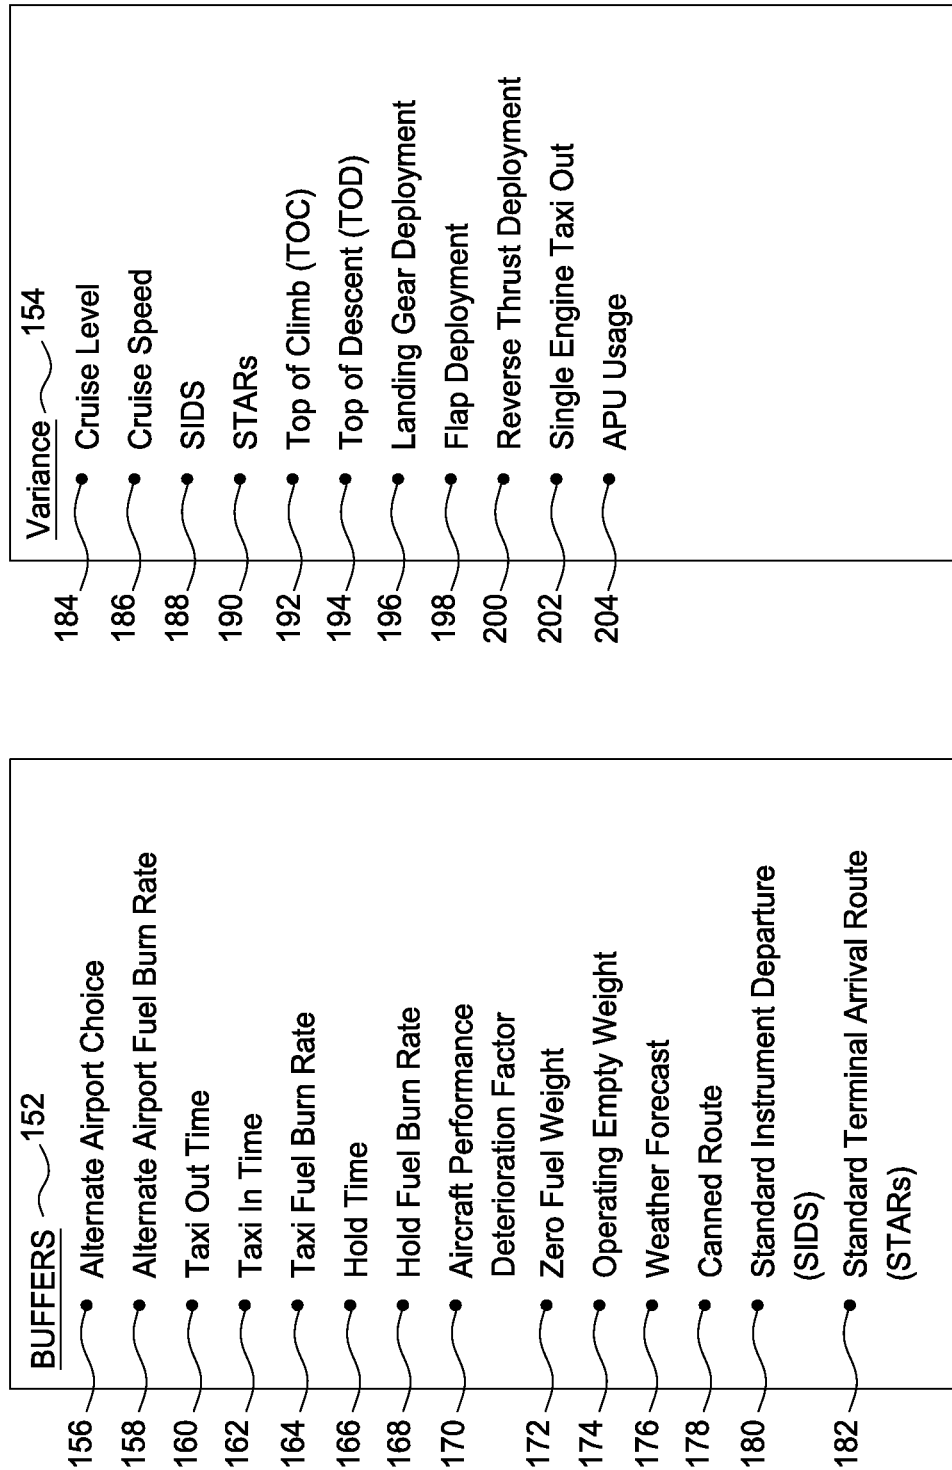 BUFFERS 152
156 Alternate Airport Choice
158 Alternate Airport Fuel Burn Rate
160 Taxi Out Time
162 Taxi In Time
164 Taxi Fuel Burn Rate
166 Hold Time
168 Hold Fuel Burn Rate
170 Aircraft Performance
Deterioration Factor
172 Zero Fuel Weight
174 Operating Empty Weight
176 Weather Forecast
178 Canned Route
180 Standard Instrument Departure
(SIDS)
182 Standard Terminal Arrival Route
(STARs)
Variance 154
184 Cruise Level
186 Cruise Speed
188 SIDS
190 STARs
192 Top of Climb (TOC)
194 Top of Descent (TOD)
196 Landing Gear Deployment
198 Flap Deployment
200 Reverse Thrust Deployment
202 Single Engine Taxi Out
204 APU Usage